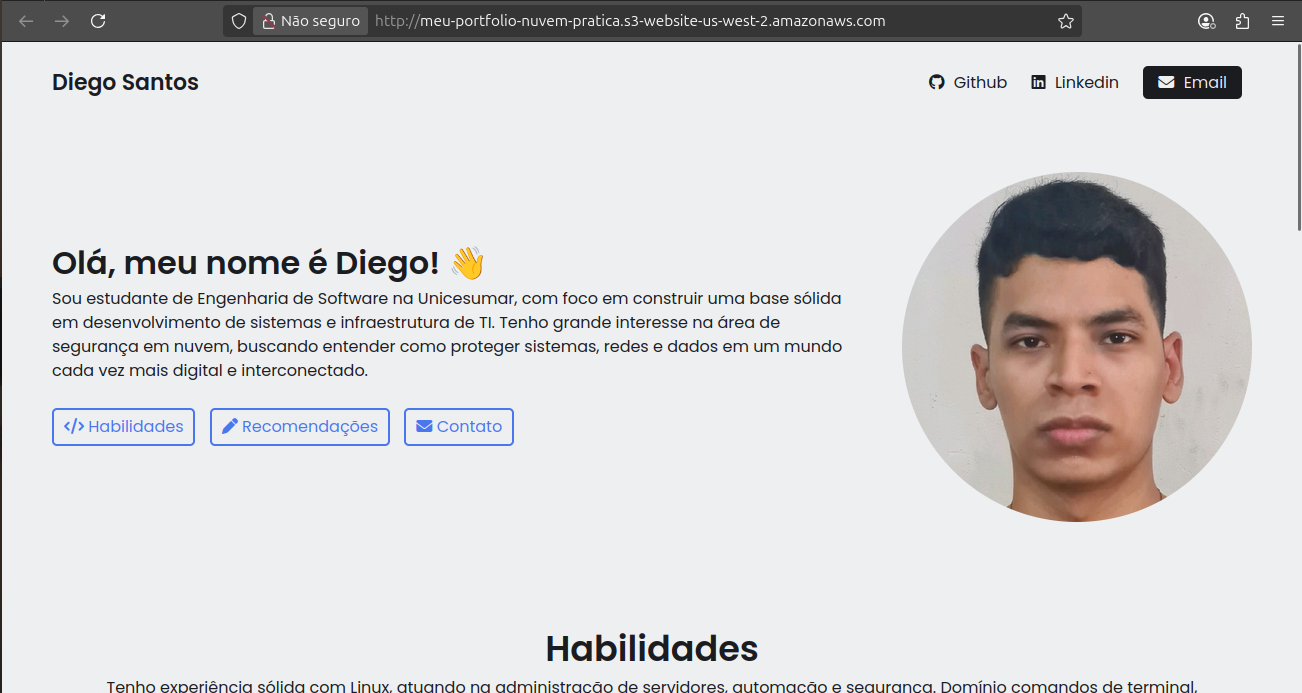 Não seguro http://meu-portfolio-nuvem-pratica.s3-website-us-west-2.amazonaws.com
Diego Santos
Github Linkedin Email
Olá, meu nome é Diego! 👋
Sou estudante de Engenharia de Software na Unicesumar, com foco em construir uma base sólida
em desenvolvimento de sistemas e infraestrutura de TI. Tenho grande interesse na área de
segurança em nuvem, buscando entender como proteger sistemas, redes e dados em um mundo
cada vez mais digital e interconectado.
Habilidades Recomendações Contato
Habilidades
Tenho experiência sólida com Linux, atuando na administração de servidores, automação e segurança. Domínio comandos de terminal,